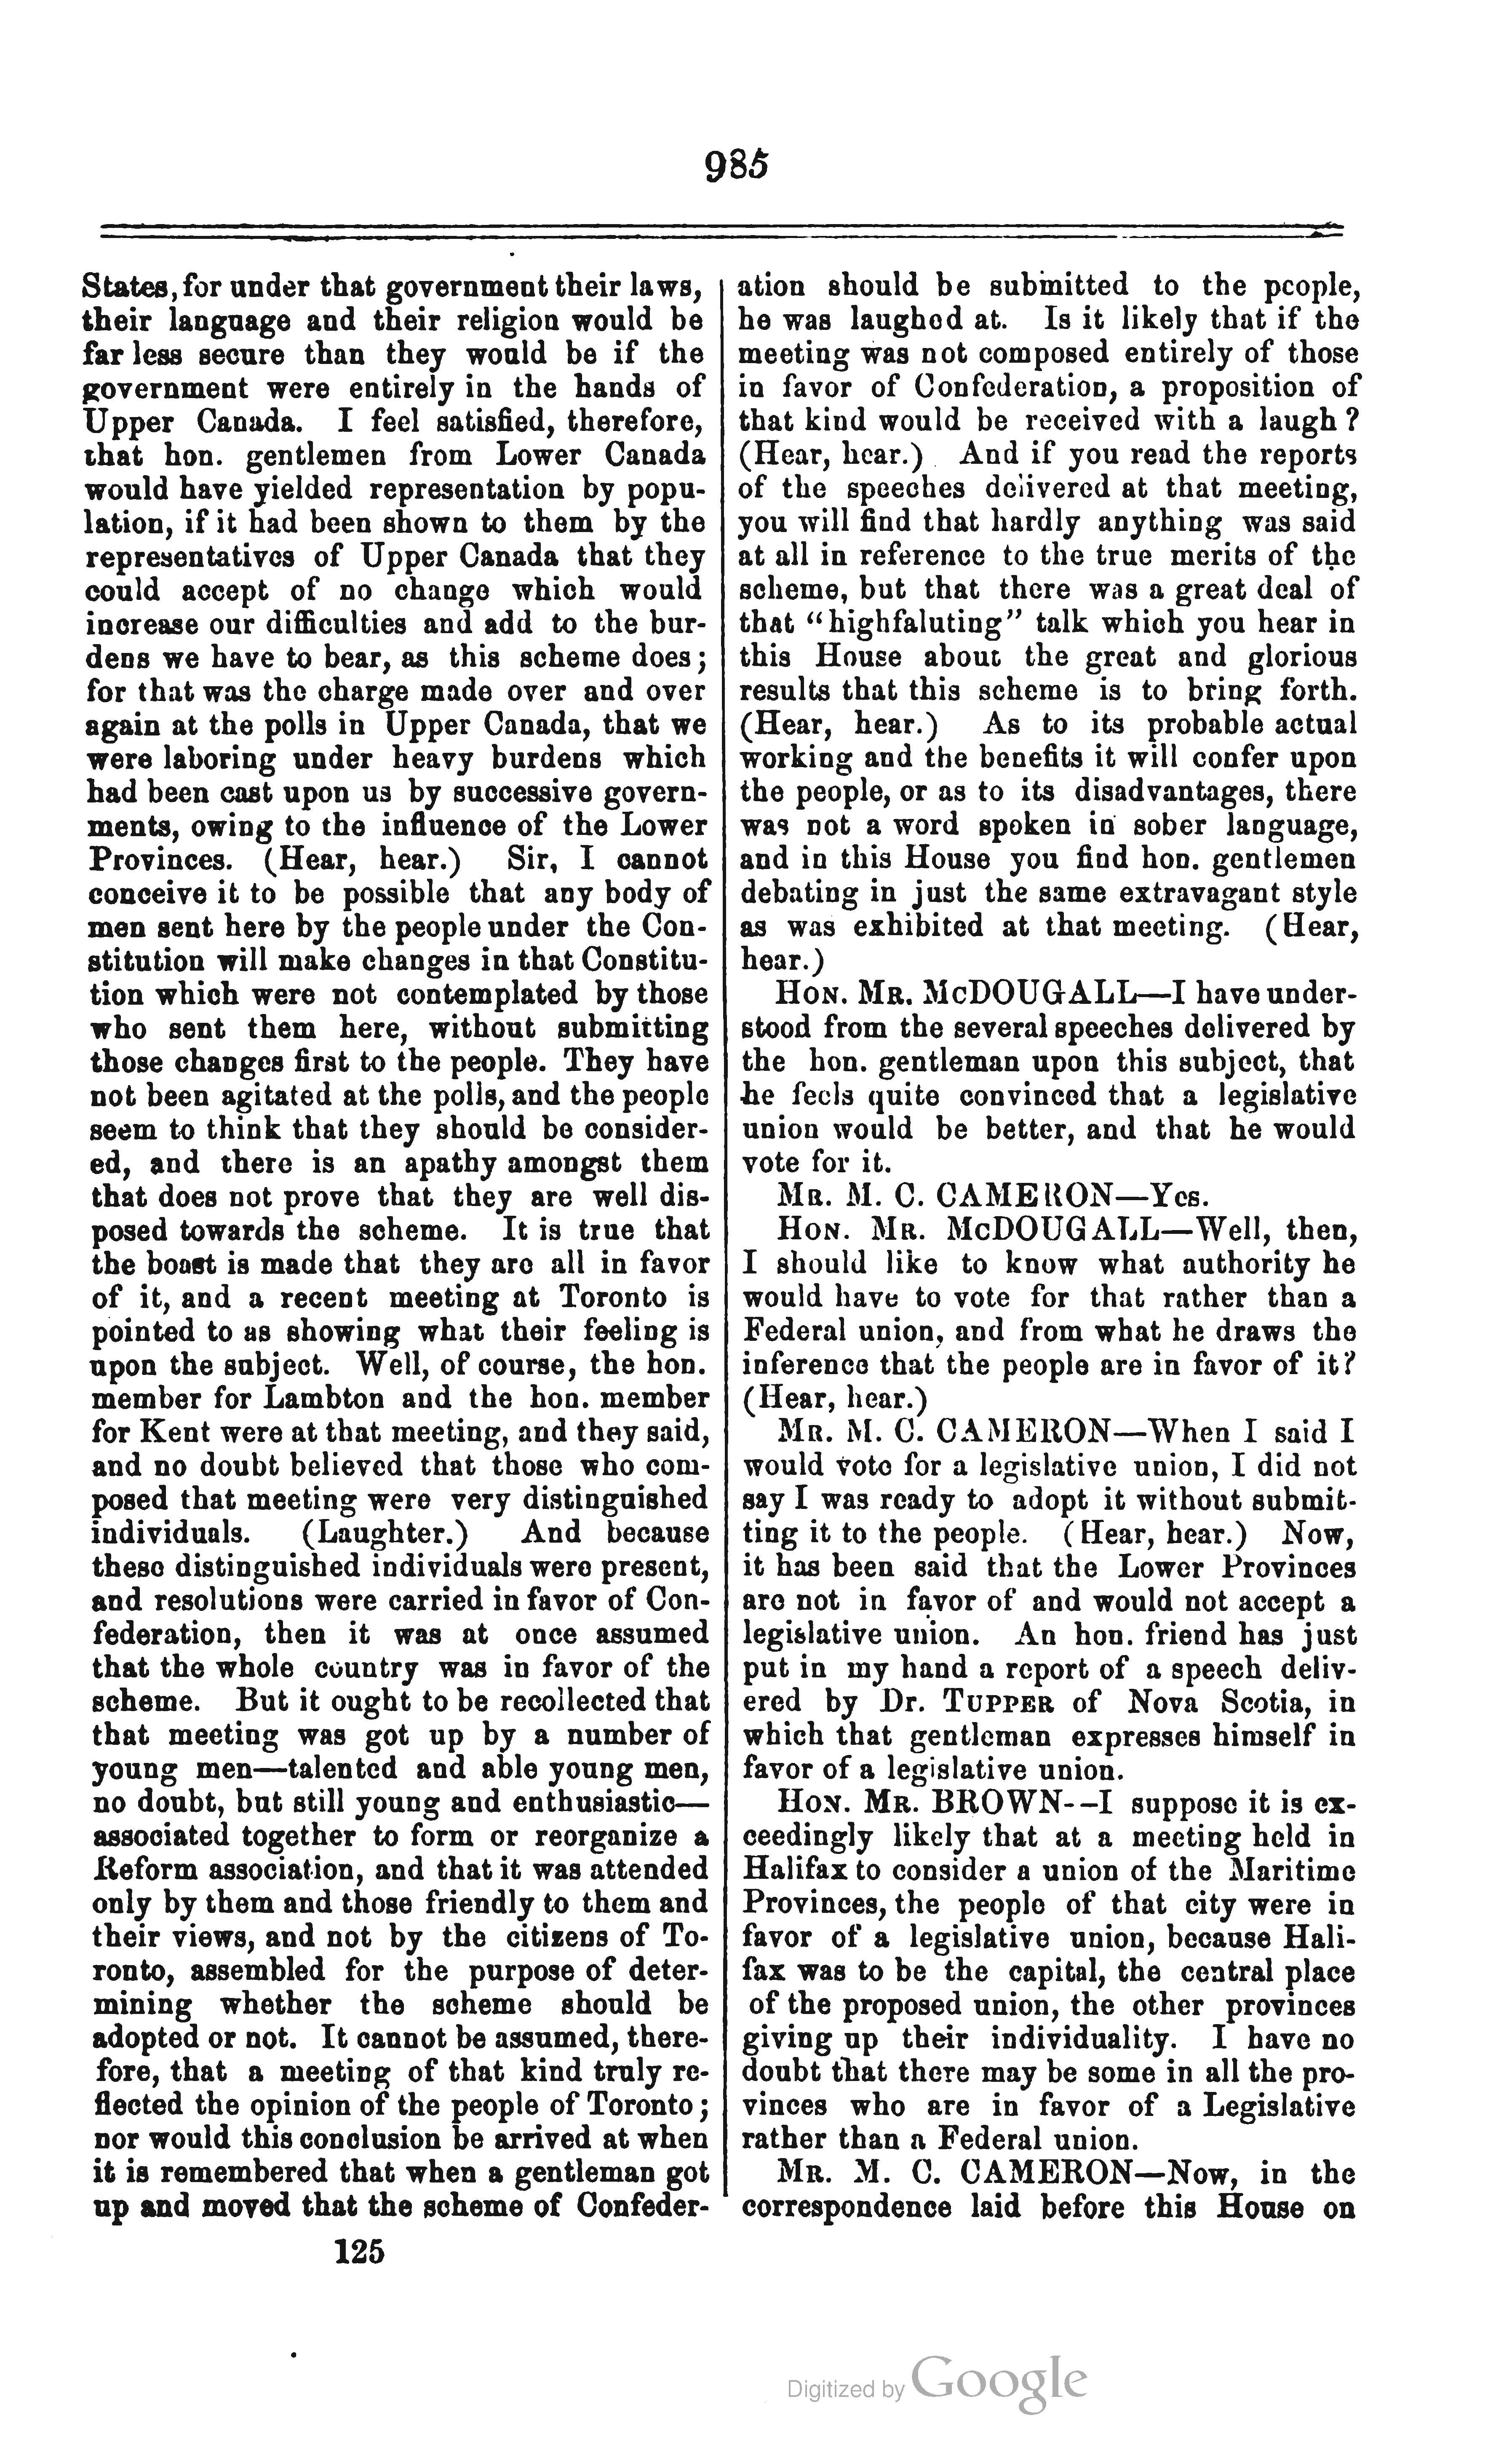 985
States, for under that government their laws,
their language and their religion would be
far less secure than they would be if the
government were entirely in the hands of
Upper Canada. I feel satisfied, therefore,
that hon. gentlemen from Lower Canada
would have yielded representation by popu-
lation, if it had been shown to them by the
representatives of Upper Canada that they
could accept of no change which would
increase our difficulties and add to the bur-
dens we have to bear, as this scheme does;
for that was the charge made over and over
again at the polls in Upper Canada, that we
were laboring under heavy burdens which
had been cast upon us by successive govern-
ments, owing to the influence of the Lower
Provinces. (Hear, hear.) Sir, I cannot
conceive it to be possible that any body of
men sent here by the people under the Con-
stitution will make changes in that Constitu-
tion which were not contemplated by those
who sent them here, without submitting
those changes first to the people. They have
not been agitated at the polls, and the people
seem to think that they should be consider-
ed, and there is an apathy amongst them
that does not prove that they are well dis-
posed towards the scheme. It is true that
the boast is made that they are all in favor
of it, and a recent meeting at Toronto is
pointed to as showing what their feeling is
upon the subject. Well, of course, the hon.
member for Lambton and the hon. member
for Kent were at that meeting, and they said,
and no doubt believed that those who com-
posed that meeting were very distinguished
individuals. (Laughter.) And because
these distinguished individuals were present,
and resolutions were carried in favor of Con-
federation, then it was at once assumed
that the whole country was in favor of the
scheme. But it ought to be recollected that
that meeting was got up by a number of
young men—talented and able young men,
no doubt, but still young and enthusiastic—
associated together to form or reorganize a
Reform association, and that it was attended
only by them and those friendly to them and
their views, and not by the citizens of To-
ronto, assembled for the purpose of deter-
mining whether the scheme should be
adopted or not. It cannot be assumed, there-
fore, that a meeting of that kind truly re-
flected the opinion of the people of Toronto;
nor would this conclusion be arrived at when
it is remembered that when a gentleman got
up and moved that the scheme of Confeder-
125
ation should be submitted to the people,
he was laughed at. Is it likely that if the
meeting was not composed entirely of those
in favor of Confederation, a proposition of
that kind would be received with a laugh?
(Hear, hear.) And if you read the reports
of the speeches delivered at that meeting,
you will find that hardly anything was said
at all in reference to the true merits of the
scheme, but that there was a great deal of
that "highfaluting" talk which you hear in
this House about the great and glorious
results that this scheme is to bring forth.
(Hear, hear.) As to its probable actual
working and the benefits it will confer upon
the people, or as to its disadvantages, there
was not a word spoken in sober language,
and in this House you find hon. gentlemen
debating in just the same extravagant style
as was exhibited at that meeting. (Hear,
hear.)
HON. MR. McDOUGALL—I have under-
stood from the several speeches delivered by
the hon. gentleman upon this subject, that
he feels quite convinced that a legislative
union would be better, and that he would
vote for it.
MR. M. C. CAMERON—Yes.
HON. MR. McDOUGALL—Well, then,
I should like to know what authority he
would have to vote for that rather than a
Federal union, and from what he draws the
inference that the people are in favor of it?
(Hear, hear.)
MR. M. C. CAMERON—When I said I
would vote for a legislative union, I did not
say I was ready to adopt it without submit-
ting it to the people. (Hear, hear.) Now,
it has been said that the Lower Provinces
are not in favor of and would not accept a
legislative union. An hon. friend has just
put in my hand a report of a speech deliv-
ered by Dr. TUPPER of Nova Scotia, in
which that gentleman expresses himself in
favor of a legislative union.
HON. MR. BROWN--I suppose it is ex-
ceedingly likely that at a meeting held in
Halifax to consider a union of the Maritime
Provinces, the people of that city were in
favor of a legislative union, because Hali-
fax was to be the capital, the central place
of the proposed union, the other provinces
giving up their individuality. I have no
doubt that there may be some in all the pro-
vinces who are in favor of a Legislative
rather than a Federal union.
MR. M. C. CAMERON—Now, in the
correspondence laid before this House on
Digitized by Google